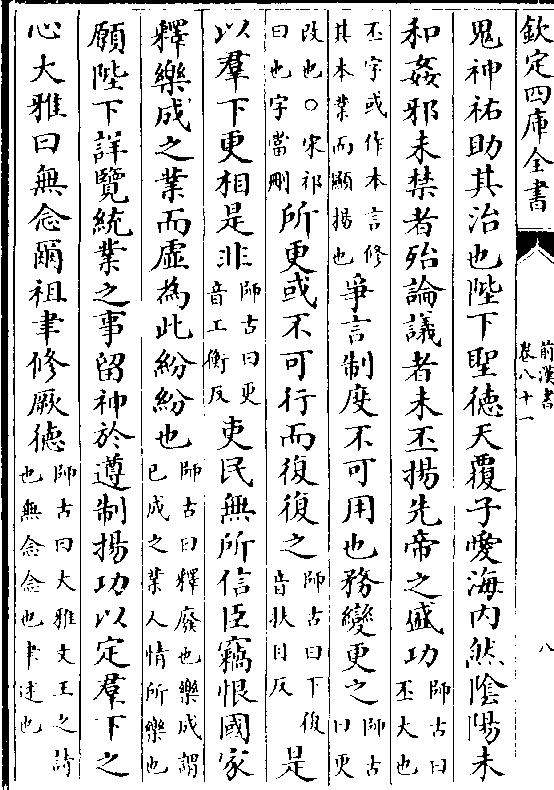 欽定四庫全書
前漢書
卷八十一
八
鬼神祐助其治也陛下聖德天覆子愛海内然隂陽未
和姦邪未禁者殆論議者未丕揚先帝之盛功師古曰丕大也
丕字或作本言修其本業而顯揚也爭言制度不可用也務變更之師古曰更
改也○宋祁曰也字當刪所更或不可行而復復之師古曰下復音扶目反是
以羣下更相是非師古曰更音工衡反吏民無所信臣竊恨國家
釋樂成之業而虚為此紛紛也師古曰釋廢也樂成謂已成之業人情所樂也
願陛下詳覽統業之事留神於遵制揚功以定羣下之
心大雅曰無念爾祖聿修厥德師古曰大雅文王之詩也無念念也聿述也